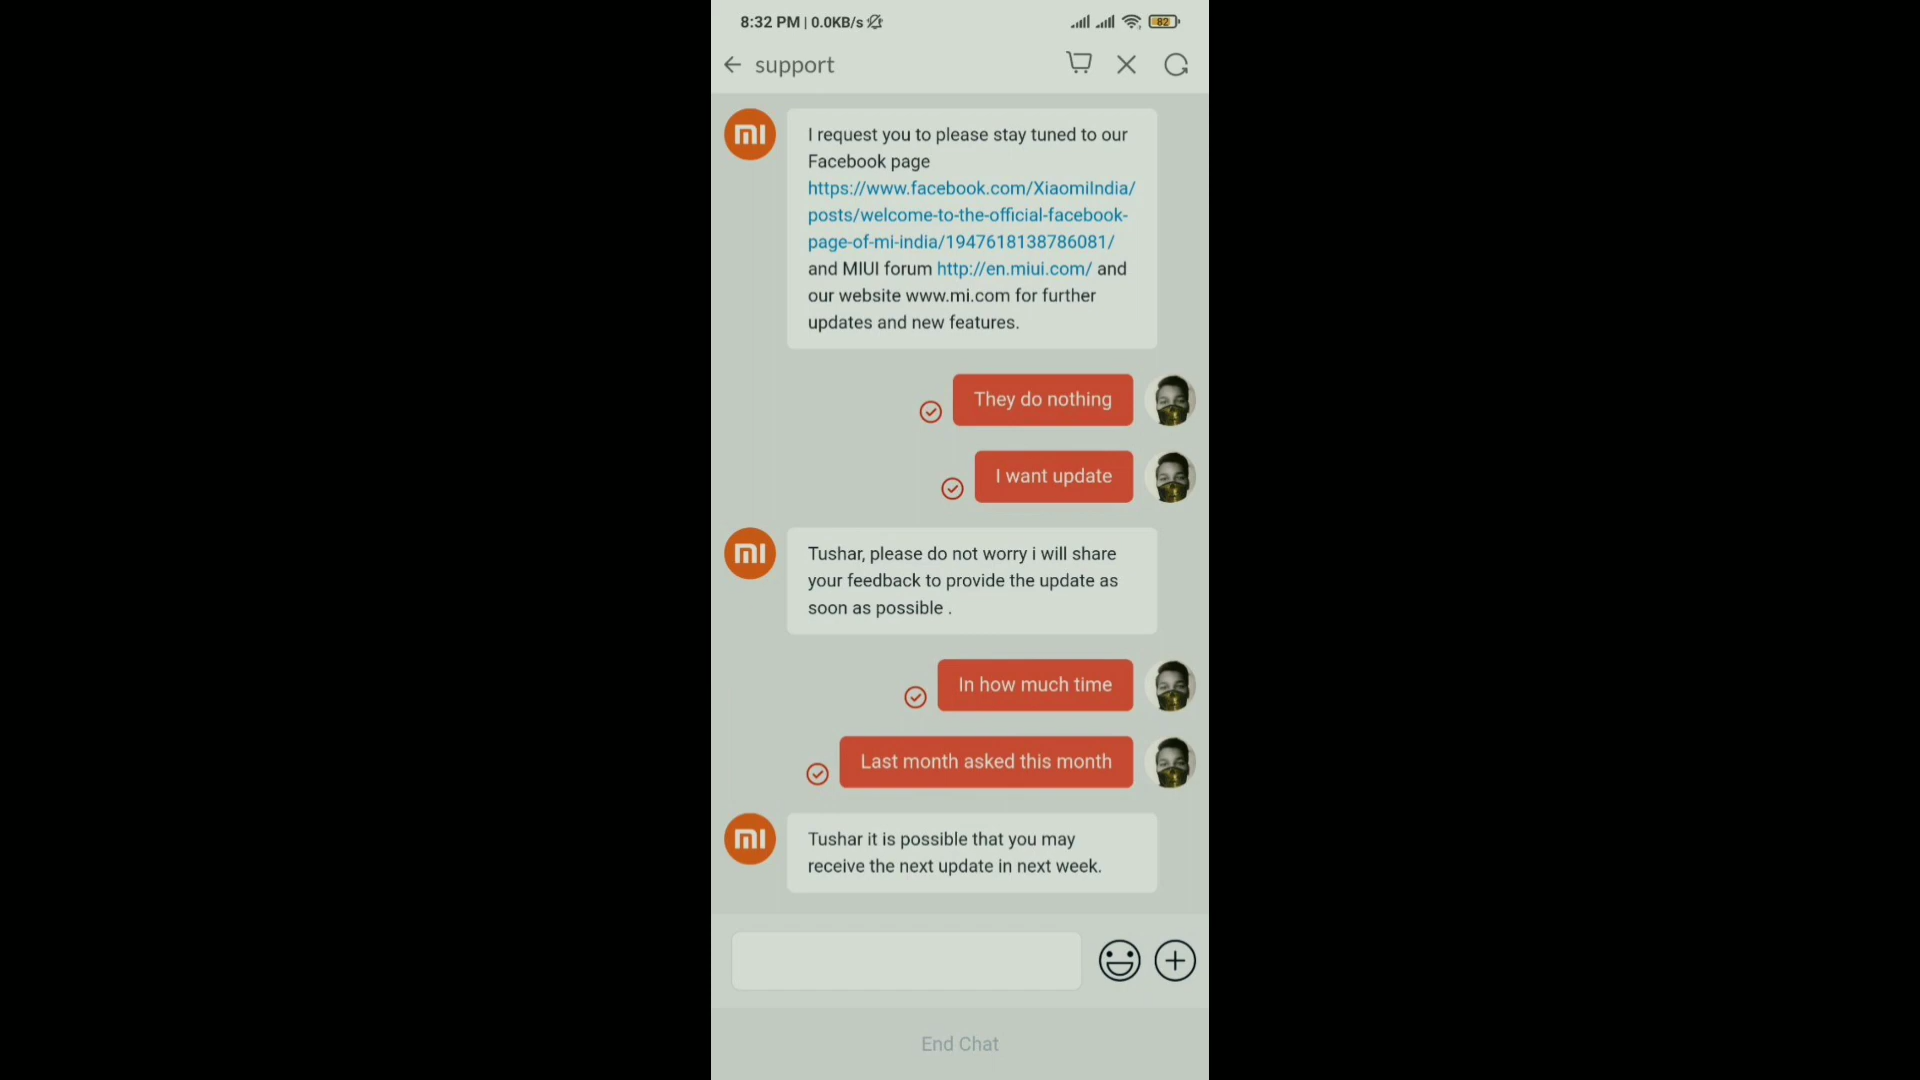 8:32 PM | 0.0KB/s
82
support
I request you to please stay tuned to our
Facebook page
https://www.facebook.com/XiaomiIndia/
posts/welcome-to-the-official-facebook-
page-of-mi-india/1947618138786081/
and MIUI forum http://en.miui.com/ and
our website www.mi.com for further
updates and new features.
They do nothing
I want update
Tushar, please do not worry i will share
your feedback to provide the update as
soon as possible .
In how much time
Last month asked this month
Tushar it is possible that you may
receive the next update in next week.
End Chat